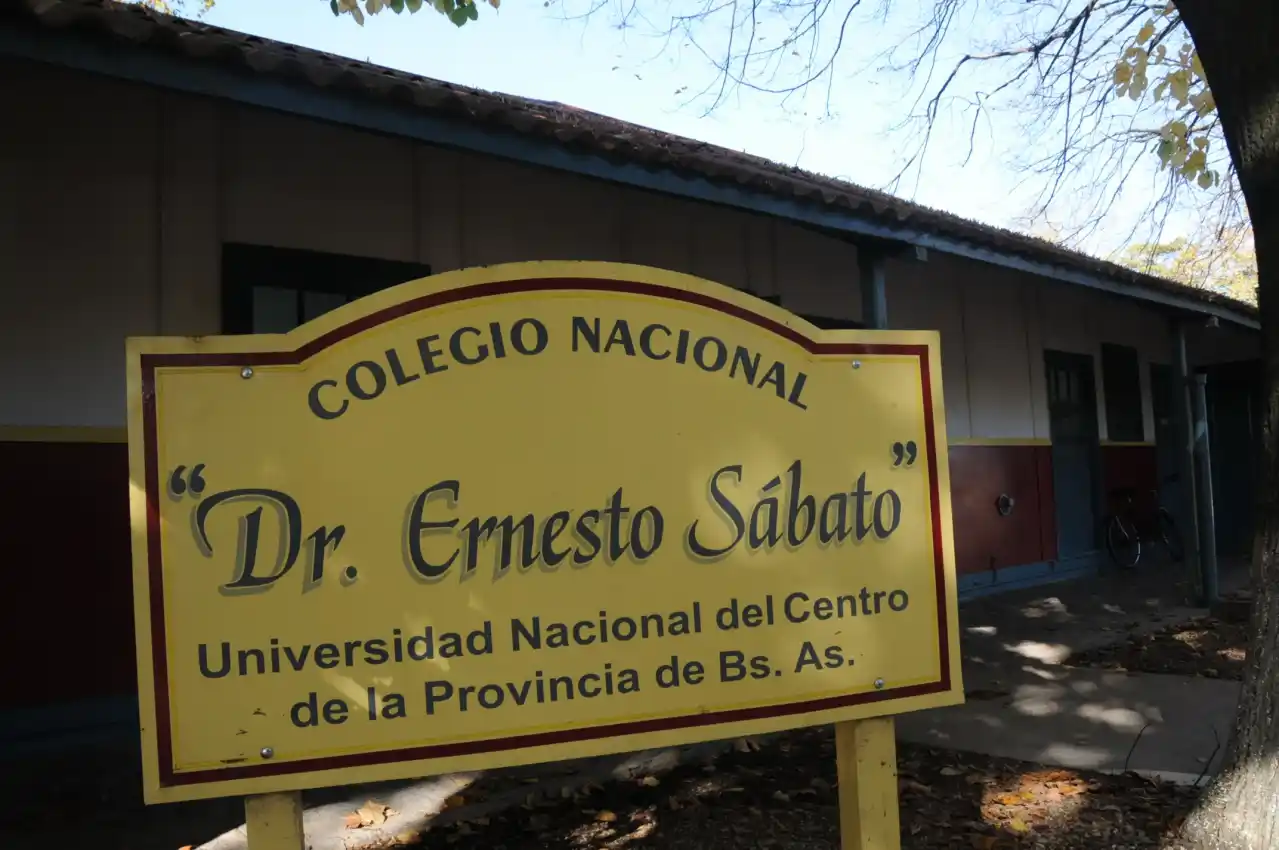 COLEGIO NACIONAL
“Dr. Ernesto Sábato”
Universidad Nacional del Centro
de la Provincia de Bs. As.